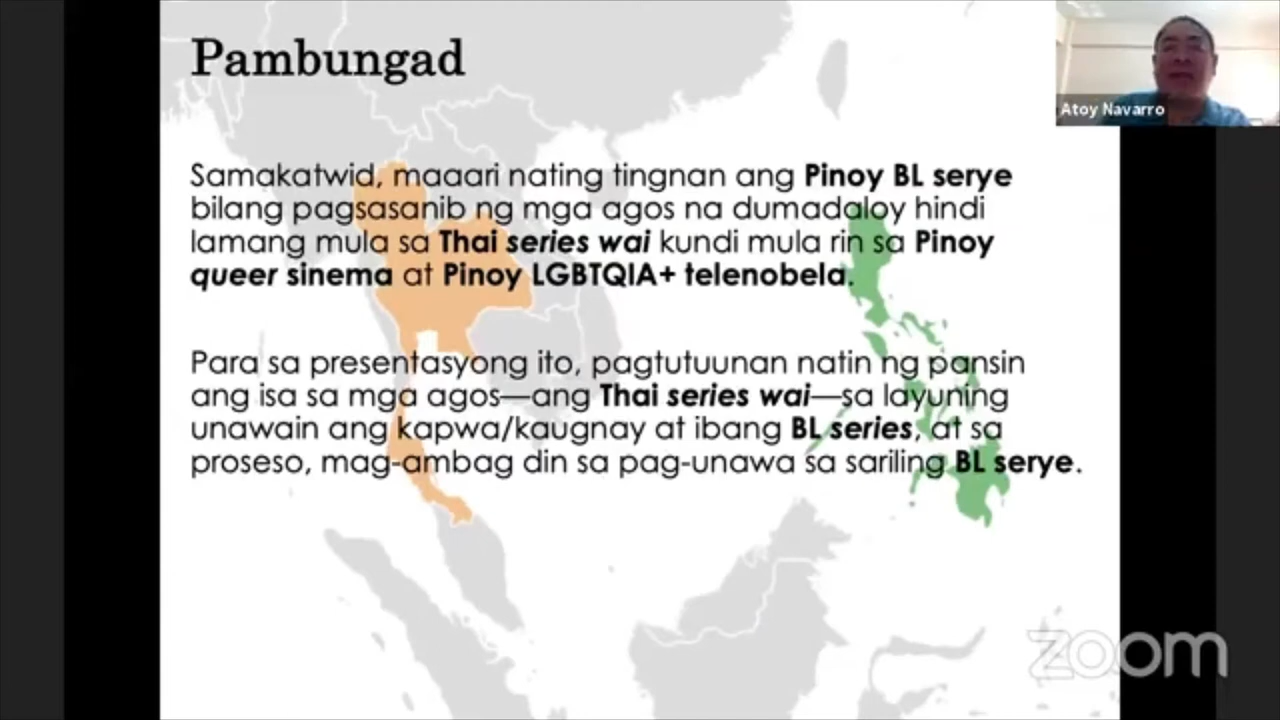 Pambungad
Atoy Navarro
Samakatwid, maaari nating tingnan ang Pinoy BL serye
bilang pagsasanib ng mga agos na dumadaloy hindi
lamang mula sa Thai series wai kundi mula rin sa Pinoy
queer sinema at Pinoy LGBTQIA+ telenobela.
Para sa presentasyong ito, pagtutuunan natin ng pansin
ang isa sa mga agos—ang Thai series wai—sa layuning
unawain ang kapwa/kaugnay at ibang BL series, at sa
proseso, mag-ambag din sa pag-unawa sa sariling BL serye.
zoom